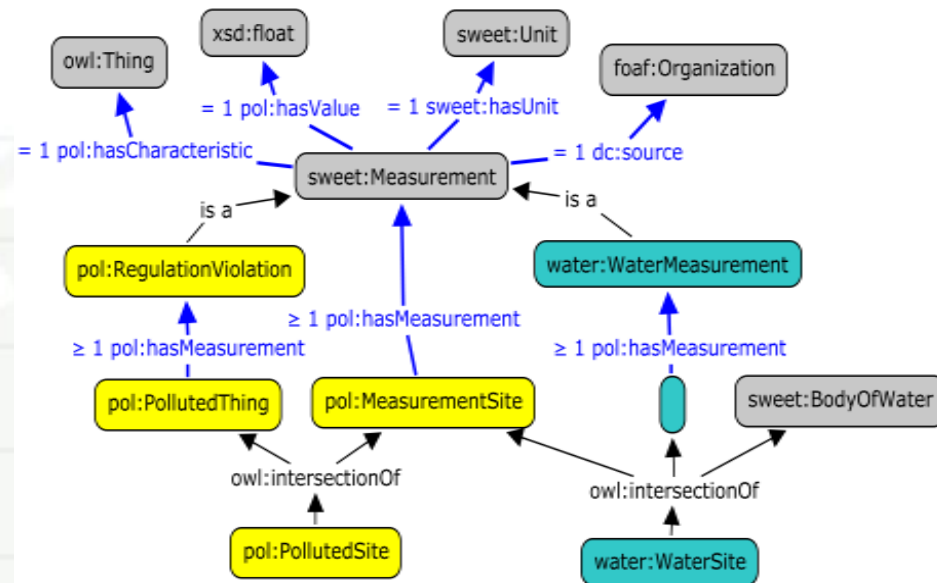 xsd:float
sweet:Unit
owl:Thing
foaf:Organization
= 1 pol:hasValue
= 1 sweet:hasUnit
= 1 pol:hasCharacteristic
= 1 dc:source
sweet:Measurement
is a
is a
pol:RegulationViolation
water:WaterMeasurement
≥ 1 pol:hasMeasurement
≥ 1 pol:hasMeasurement
≥ 1 pol:hasMeasurement
pol:PollutedThing
pol:MeasurementSite
sweet:BodyOfWater
owl:intersectionOf
owl:intersectionOf
pol:PollutedSite
water:WaterSite